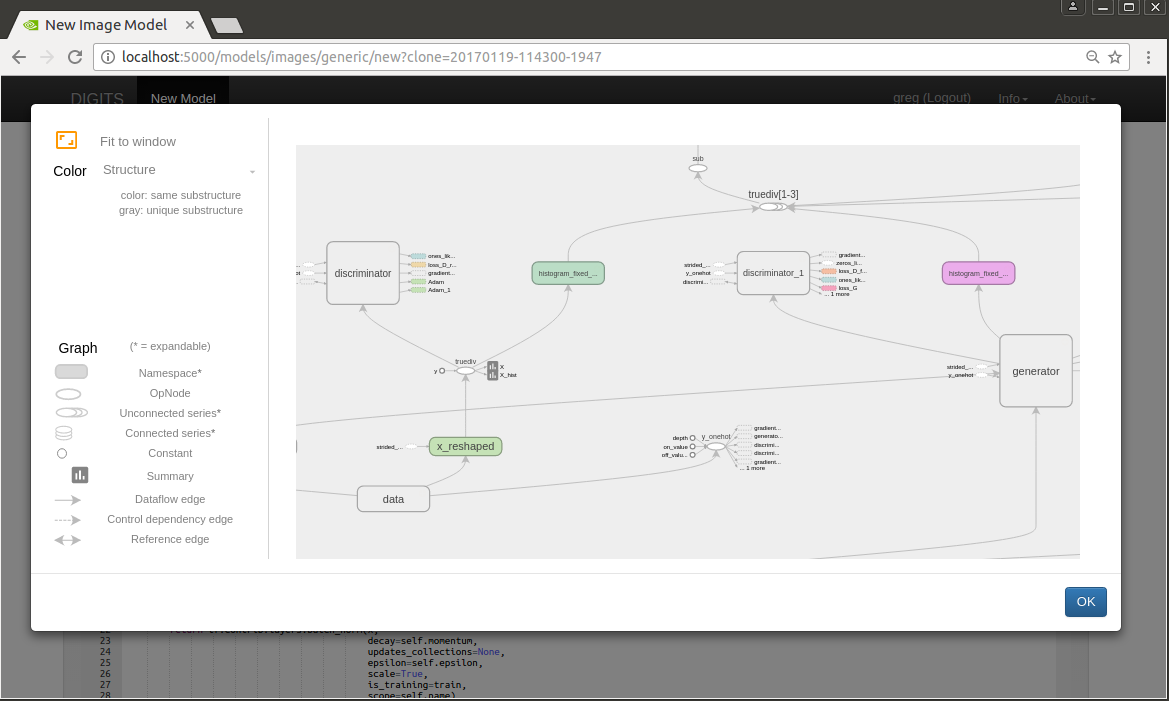 New Image Model
localhost:5000/models/images/generic/new?clone=20170119-114300-1947
DIGITS
New Model
greg (Logout)
Info
About
Fit to window
Color
Structure
color: same substructure
gray: unique substructure
Graph
(* = expandable)
Namespace*
OpNode
Unconnected series*
Connected series*
Constant
Summary
Dataflow edge
Control dependency edge
Reference edge
sub
truediv[1-3]
discriminator
ones_lik...
loss_D_r...
gradient...
Adam
Adam_1
histogram_fixed_...
strided_...
y_onehot
discrimi...
discriminator_1
gradient...
zeros_li...
loss_D_f...
ones_lik...
loss_G
... 1 more
histogram_fixed_...
truediv
y
X
X_hist
strided_...
y_onehot
generator
strided_...
x_reshaped
depth
on_value
off_valu...
y_onehot
gradient...
generato...
discrimi...
discrimi...
gradient...
... 1 more
data
OK
23 decay=self.momentum,
24 updates_collections=None,
25 epsilon=self.epsilon,
26 scale=True,
27 is_training=train,
28 scope=self.name)